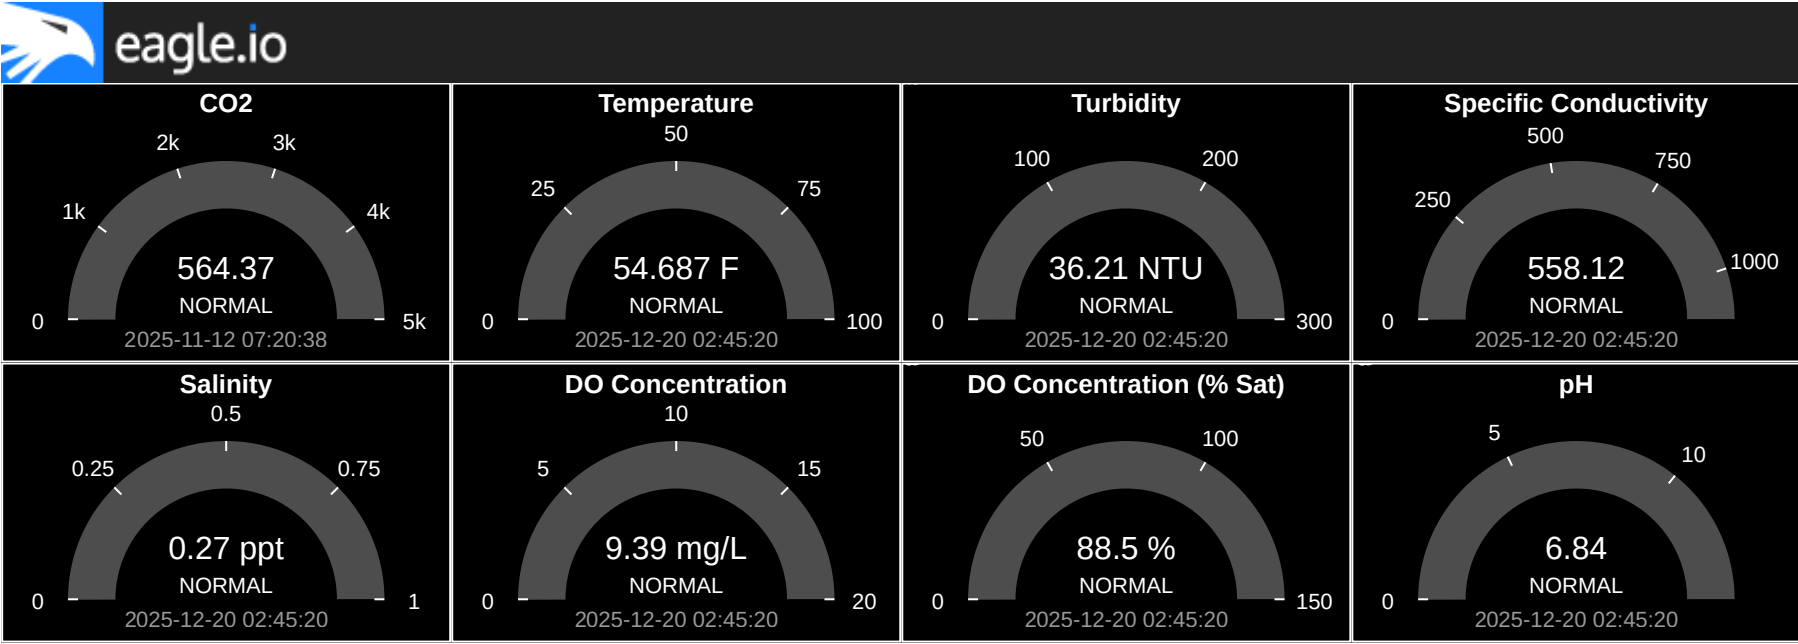 eagle.io
CO2
2k 3k
1k 4k
564.37
NORMAL
0 5k
2025-11-12 07:20:38
Temperature
50
25 75
54.687 F
NORMAL
0 100
2025-12-20 02:45:20
Turbidity
100 200
36.21 NTU
NORMAL
0 300
2025-12-20 02:45:20
Specific Conductivity
500
750
250
1000
558.12
NORMAL
0
2025-12-20 02:45:20
Salinity
0.5
0.25 0.75
0.27 ppt
NORMAL
0 1
2025-12-20 02:45:20
DO Concentration
10
5 15
9.39 mg/L
NORMAL
0 20
2025-12-20 02:45:20
DO Concentration (% Sat)
50 100
88.5 %
NORMAL
0 150
2025-12-20 02:45:20
pH
5
10
6.84
NORMAL
0
2025-12-20 02:45:20